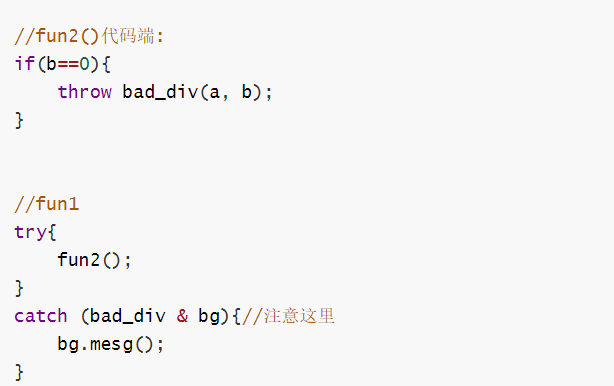 //fun2()代码端:
if(b==0){
    throw bad_div(a, b);
}
//fun1
try{
    fun2();
}
catch (bad_div & bg){//注意这里
    bg.mesg();
}